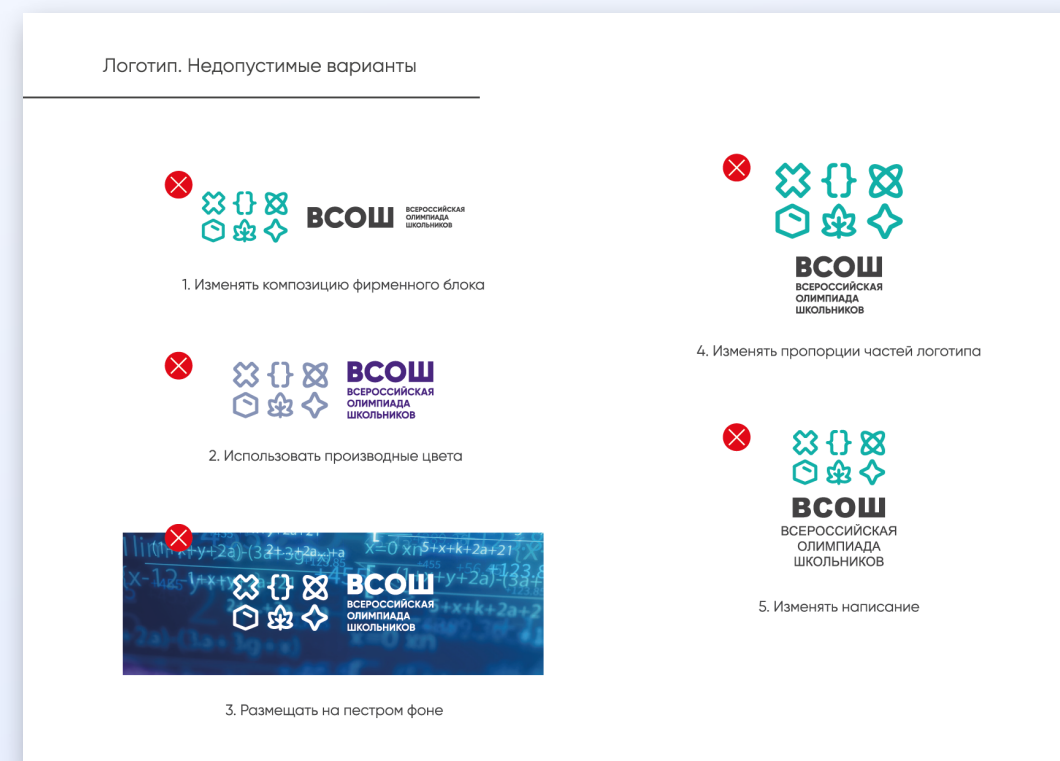 Логотип. Недопустимые варианты
ВСОШ
ВСЕРОССИЙСКАЯ
ОЛИМПИАДА
ШКОЛЬНИКОВ
1. Изменять композицию фирменного блока
ВСОШ
ВСЕРОССИЙСКАЯ
ОЛИМПИАДА
ШКОЛЬНИКОВ
2. Использовать производные цвета
ВСОШ
ВСЕРОССИЙСКАЯ
ОЛИМПИАДА
ШКОЛЬНИКОВ
3. Размещать на пестром фоне
ВСОШ
ВСЕРОССИЙСКАЯ
ОЛИМПИАДА
ШКОЛЬНИКОВ
4. Изменять пропорции частей логотипа
ВСОШ
ВСЕРОССИЙСКАЯ
ОЛИМПИАДА
ШКОЛЬНИКОВ
5. Изменять написание